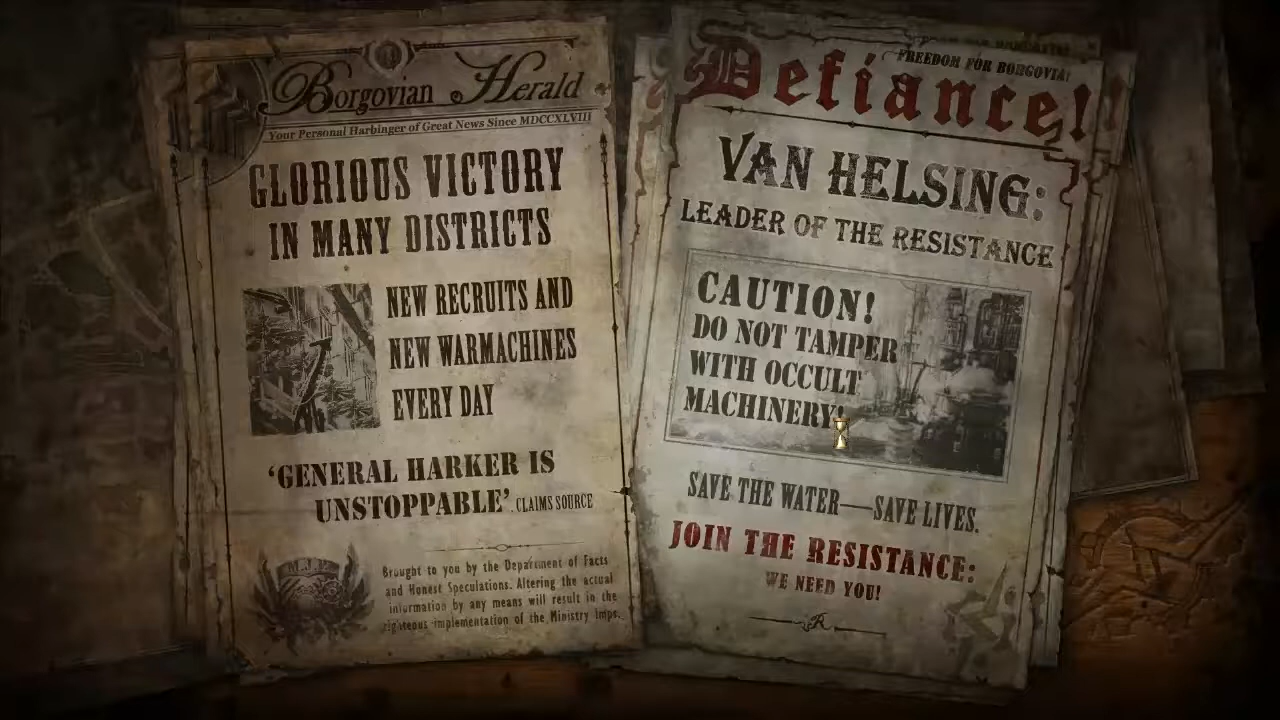 Borgovian Herald
Your Personal Harbinger of Great News Since MDCCXLVIII
GLORIOUS VICTORY
IN MANY DISTRICTS
NEW RECRUITS AND
NEW WARMACHINES
EVERY DAY
'GENERAL HARKER IS
UNSTOPPABLE' CLAIMS SOURCE
Brought to you by the Department of Facts
and Honest Speculations. Altering the actual
information by any means will result in the
righteous implementation of the Ministry Imps.
FREEDOM FOR BORGOVIA!
Defiance!
VAN HELSING:
LEADER OF THE RESISTANCE
CAUTION!
DO NOT TAMPER
WITH OCCULT
MACHINERY!
SAVE THE WATER—SAVE LIVES.
JOIN THE RESISTANCE:
WE NEED YOU!
R